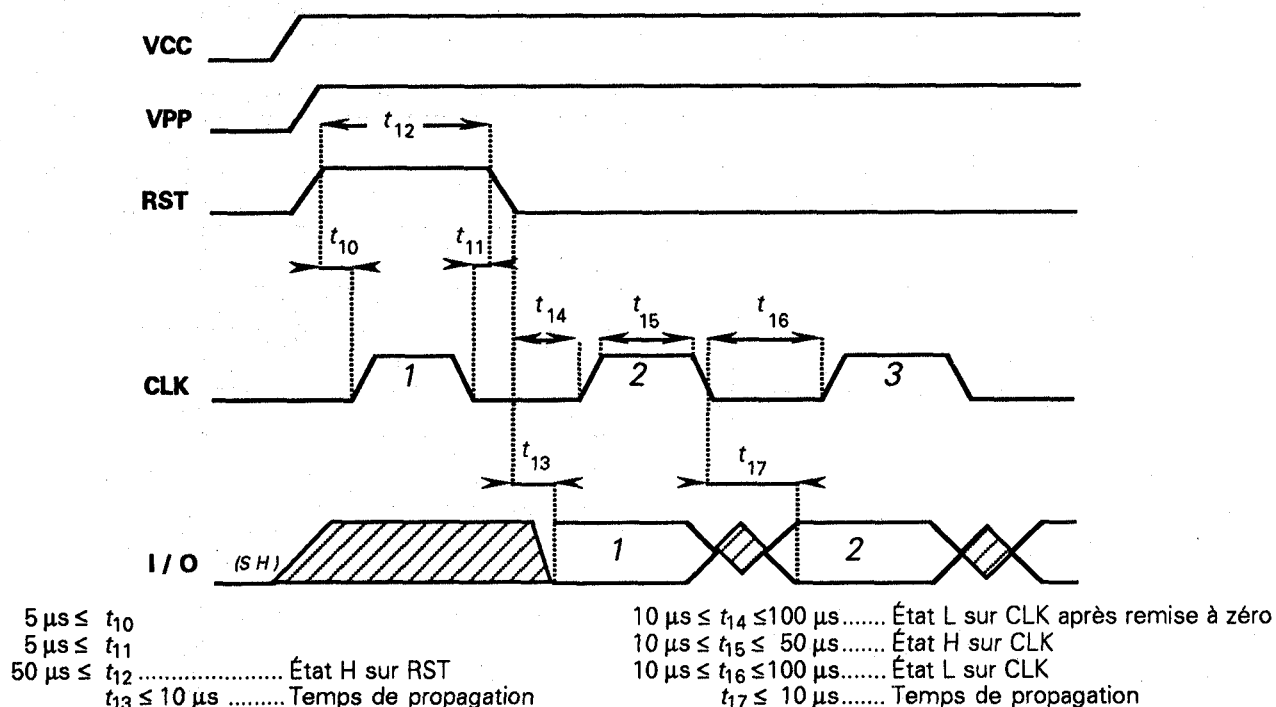 VCC
VPP
t12
RST
t10 t11
t14 t15 t16
CLK 1 2 3
t13 t17
I / O (S H) 1 2
5 µs ≤ t10
5 µs ≤ t11
50 µs ≤ t12 ...................... État H sur RST
t13 ≤ 10 µs ......... Temps de propagation
10 µs ≤ t14 ≤100 µs....... État L sur CLK après remise à zéro
10 µs ≤ t15 ≤ 50 µs....... État H sur CLK
10 µs ≤ t16 ≤100 µs....... État L sur CLK
t17 ≤ 10 µs....... Temps de propagation